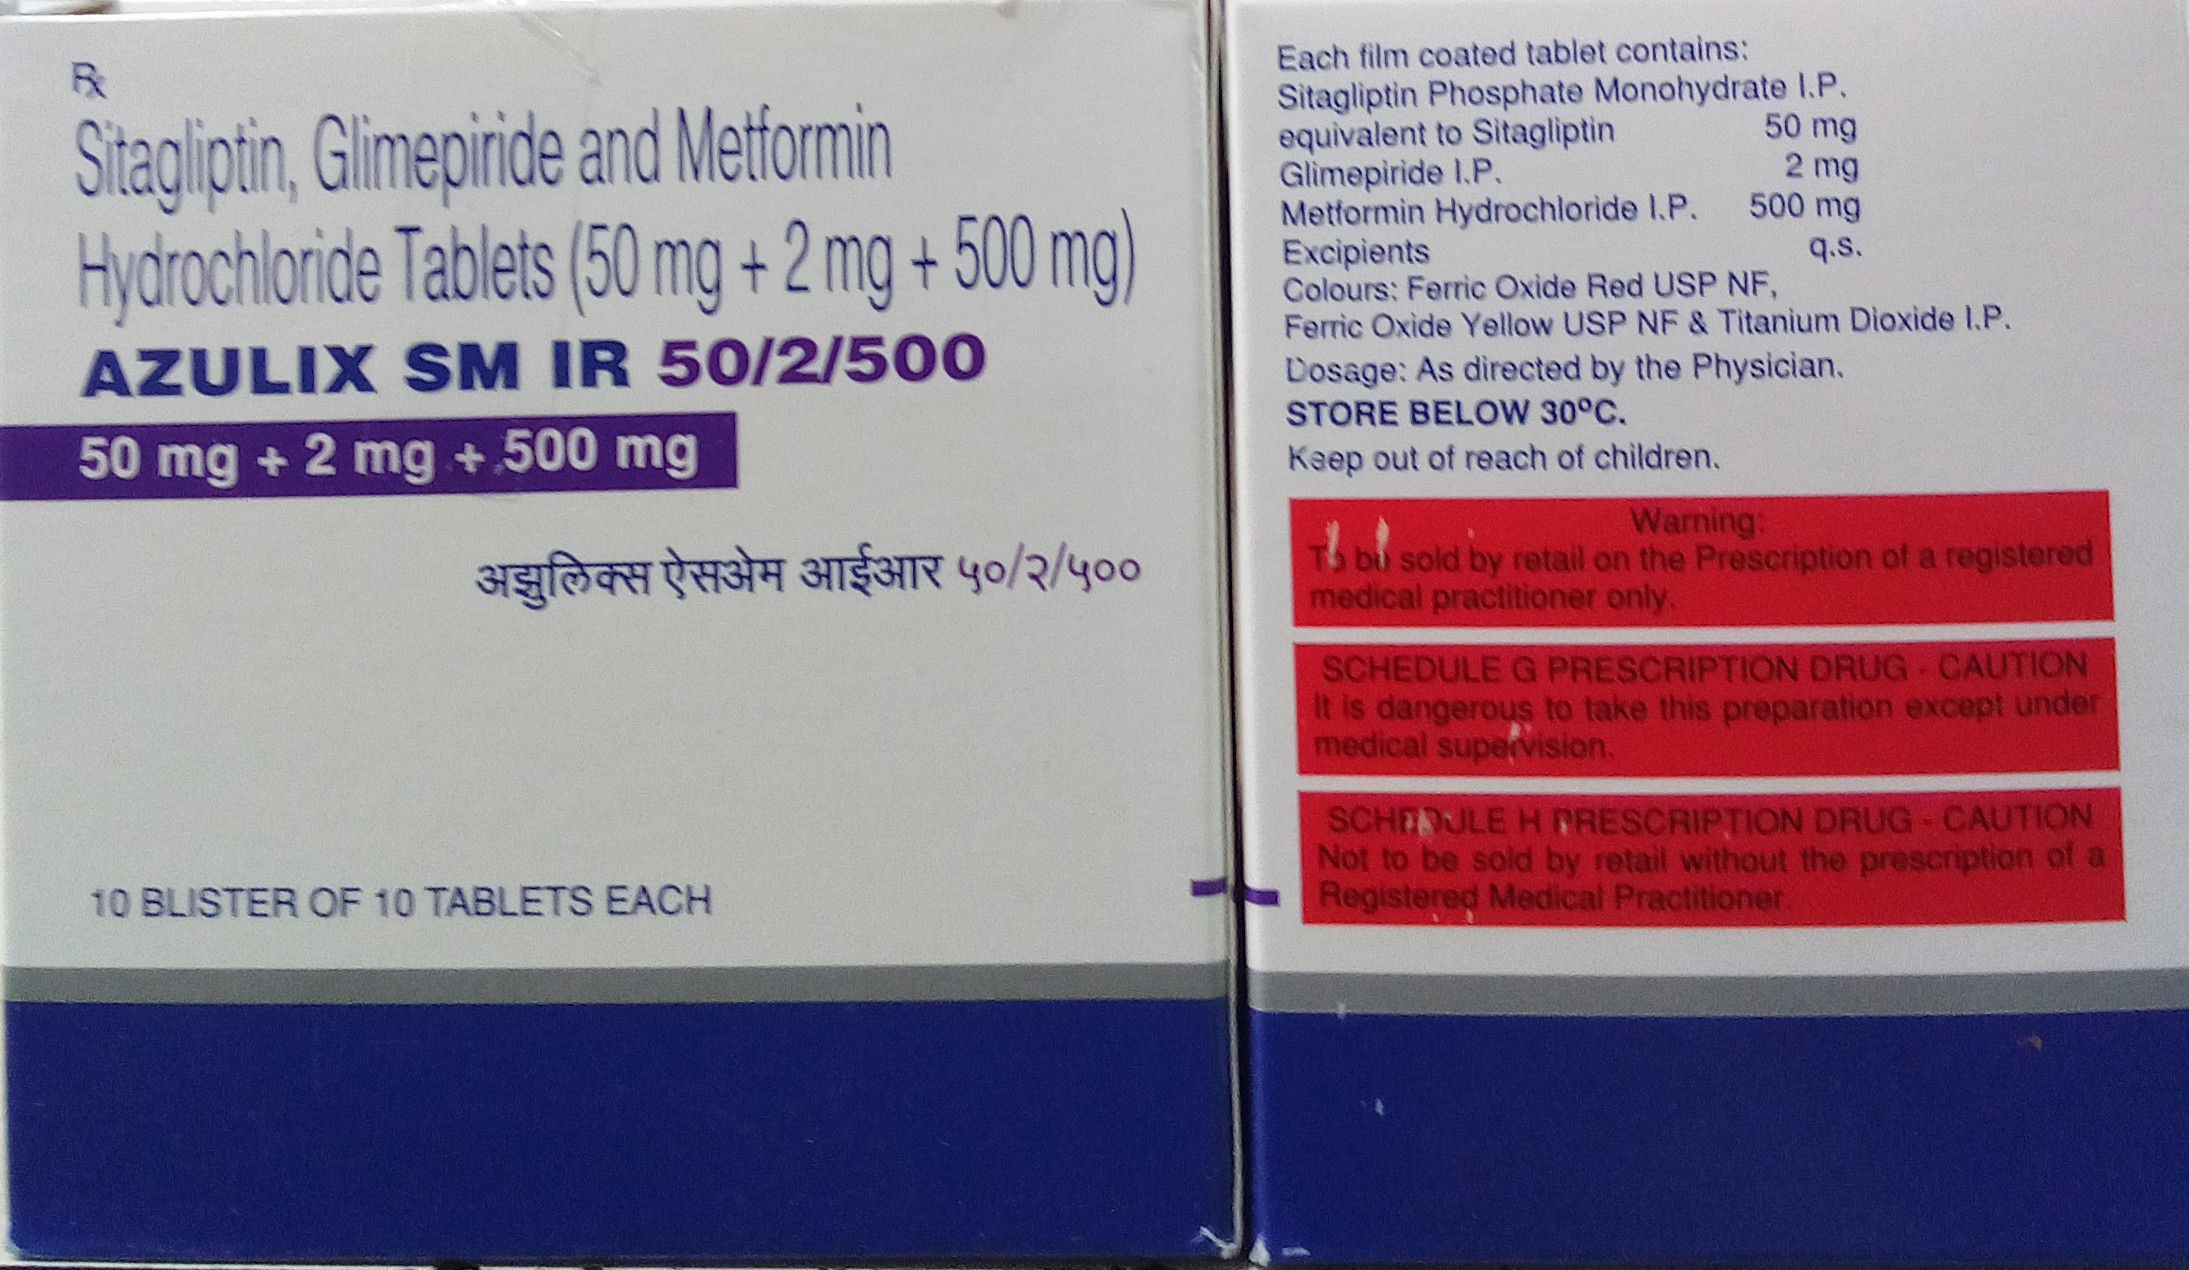 Rx
Sitagliptin, Glimepiride and Metformin
Hydrochloride Tablets (50 mg + 2 mg + 500 mg)
AZULIX SM IR 50/2/500
50 mg + 2 mg + 500 mg
अझुलिक्स ऐसअेम आईआर ५०/२/५००
10 BLISTER OF 10 TABLETS EACH
Each film coated tablet contains:
Sitagliptin Phosphate Monohydrate I.P.
equivalent to Sitagliptin 50 mg
Glimepiride I.P. 2 mg
Metformin Hydrochloride I.P. 500 mg
Excipients q.s.
Colours: Ferric Oxide Red USP NF,
Ferric Oxide Yellow USP NF & Titanium Dioxide I.P.
Dosage: As directed by the Physician.
STORE BELOW 30ºC.
Keep out of reach of children.
Warning:
To be sold by retail on the Prescription of a registered
medical practitioner only.
SCHEDULE G PRESCRIPTION DRUG - CAUTION
It is dangerous to take this preparation except under
medical supervision.
SCHEDULE H PRESCRIPTION DRUG - CAUTION
Not to be sold by retail without the prescription of a
Registered Medical Practitioner.